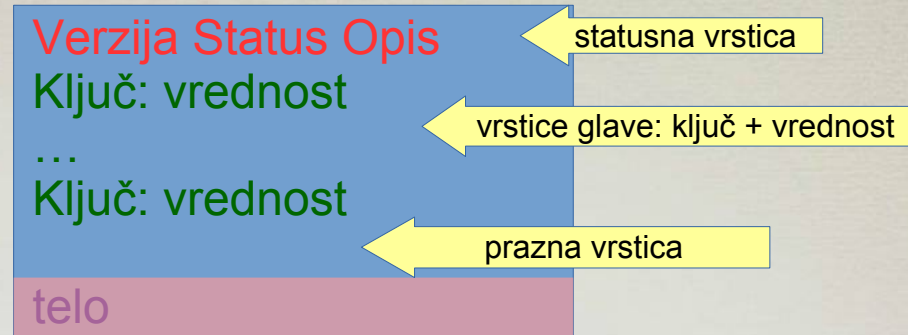 Verzija Status Opis
statusna vrstica
Ključ: vrednost
vrstice glave: ključ + vrednost
…
Ključ: vrednost
prazna vrstica
telo